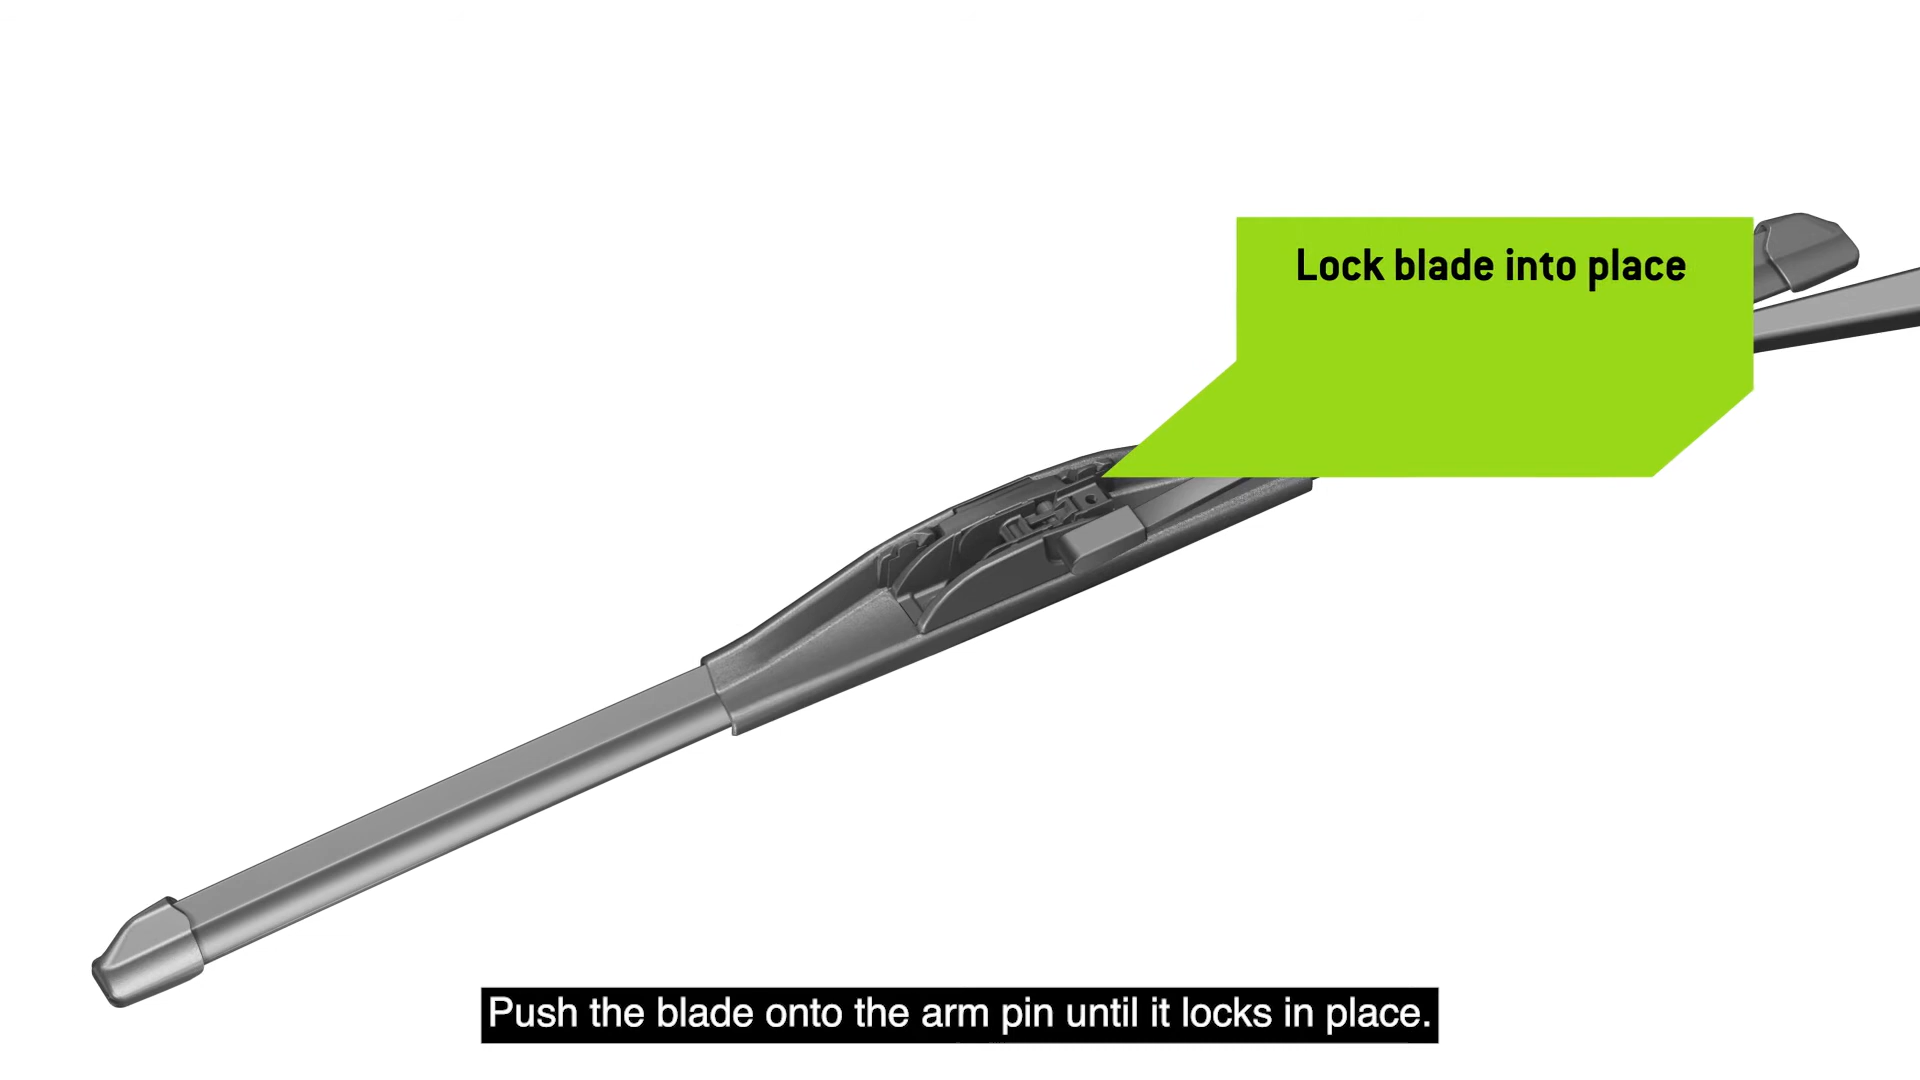 Lock blade into place
Push the blade onto the arm pin until it locks in place.